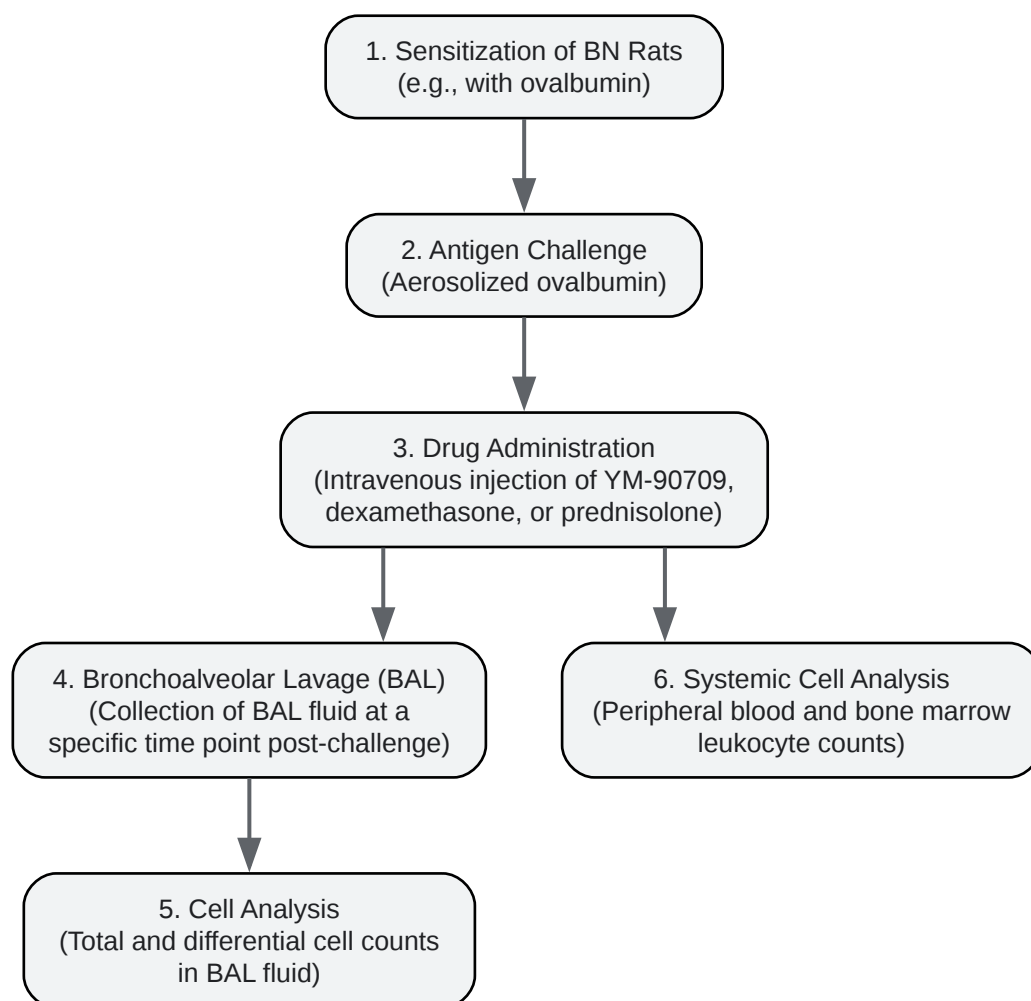 1. Sensitization of BN Rats
(e.g., with ovalbumin)
2. Antigen Challenge
(Aerosolized ovalbumin)
3. Drug Administration
(Intravenous injection of YM-90709,
dexamethasone, or prednisolone)
4. Bronchoalveolar Lavage (BAL)
(Collection of BAL fluid at a
specific time point post-challenge)
6. Systemic Cell Analysis
(Peripheral blood and bone marrow
leukocyte counts)
5. Cell Analysis
(Total and differential cell counts
in BAL fluid)